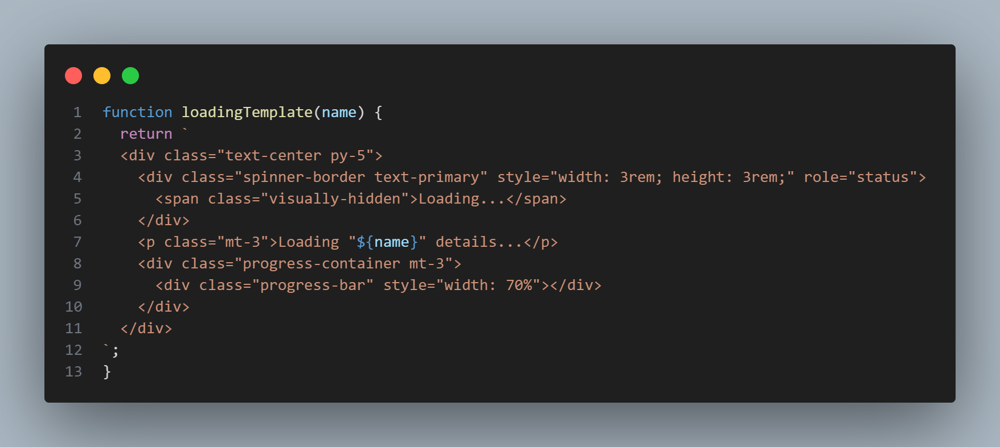 1 function loadingTemplate(name) {
2   return `
3   <div class="text-center py-5">
4     <div class="spinner-border text-primary" style="width: 3rem; height: 3rem;" role="status">
5       <span class="visually-hidden">Loading...</span>
6     </div>
7     <p class="mt-3">Loading "${name}" details...</p>
8     <div class="progress-container mt-3">
9       <div class="progress-bar" style="width: 70%"></div>
10     </div>
11   </div>
12 `;
13 }